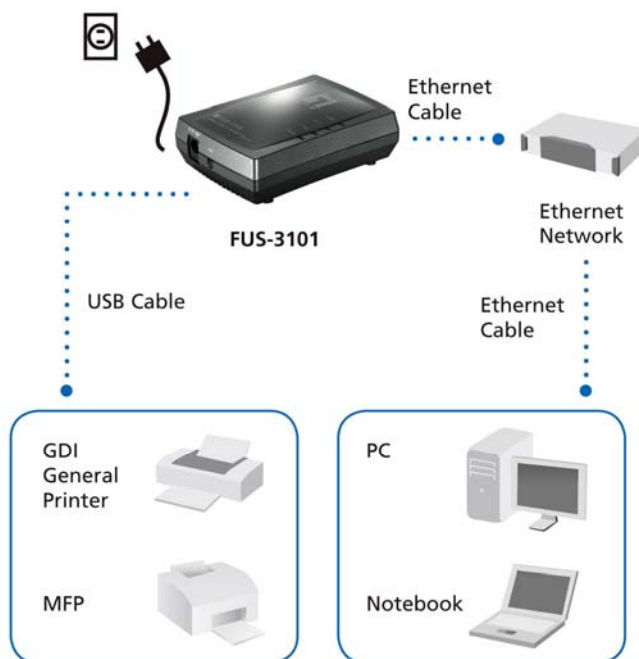 Ethernet
Cable
FUS-3101
Ethernet
Network
USB Cable
Ethernet
Cable
GDI
General
Printer
MFP
PC
Notebook